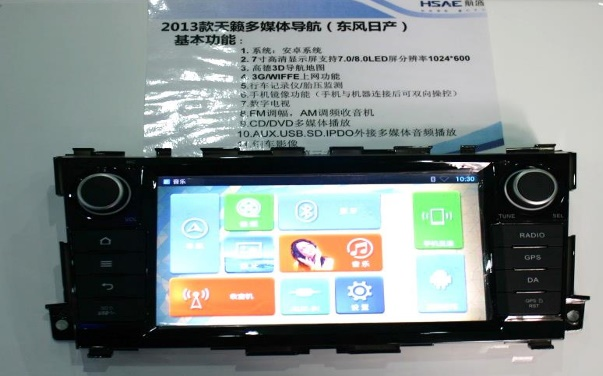 HSAE 航盛
2013款天籁多媒体导航（东风日产）
基本功能：
1. 系统：安卓系统
2. 7寸高清显示屏支持7.0/8.0LED屏分辨率1024*600
3. 高德3D导航地图
4. 3G/WIFFE上网功能
5. 行车记录仪/胎压监测
6. 手机镜像功能（手机与机器连接后可双向操控）
7. 数字电视
8. FM调幅，AM调频收音机
9. CD/DVD多媒体播放
10. AUX.USB.SD.IPDO外接多媒体音频播放
音乐
10:30
音乐
收音机
设置
TUNE
SEL
RADIO
GPS
DA
RST